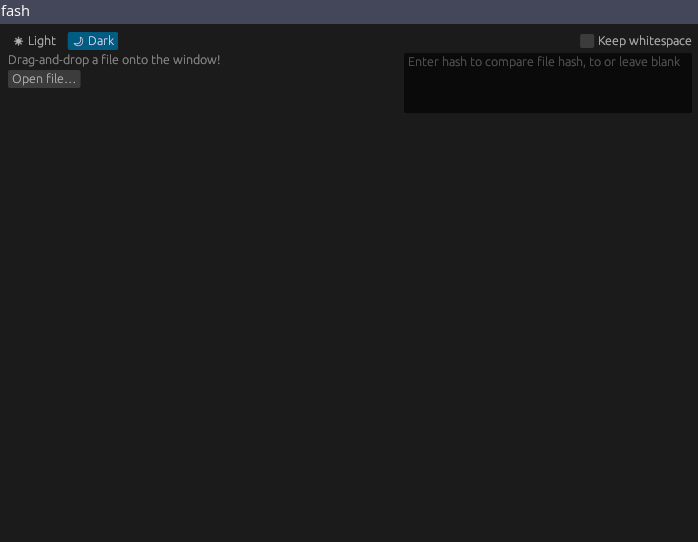 fash
Light Dark Keep whitespace
Drag-and-drop a file onto the window!
Enter hash to compare file hash, to or leave blank
Open file...